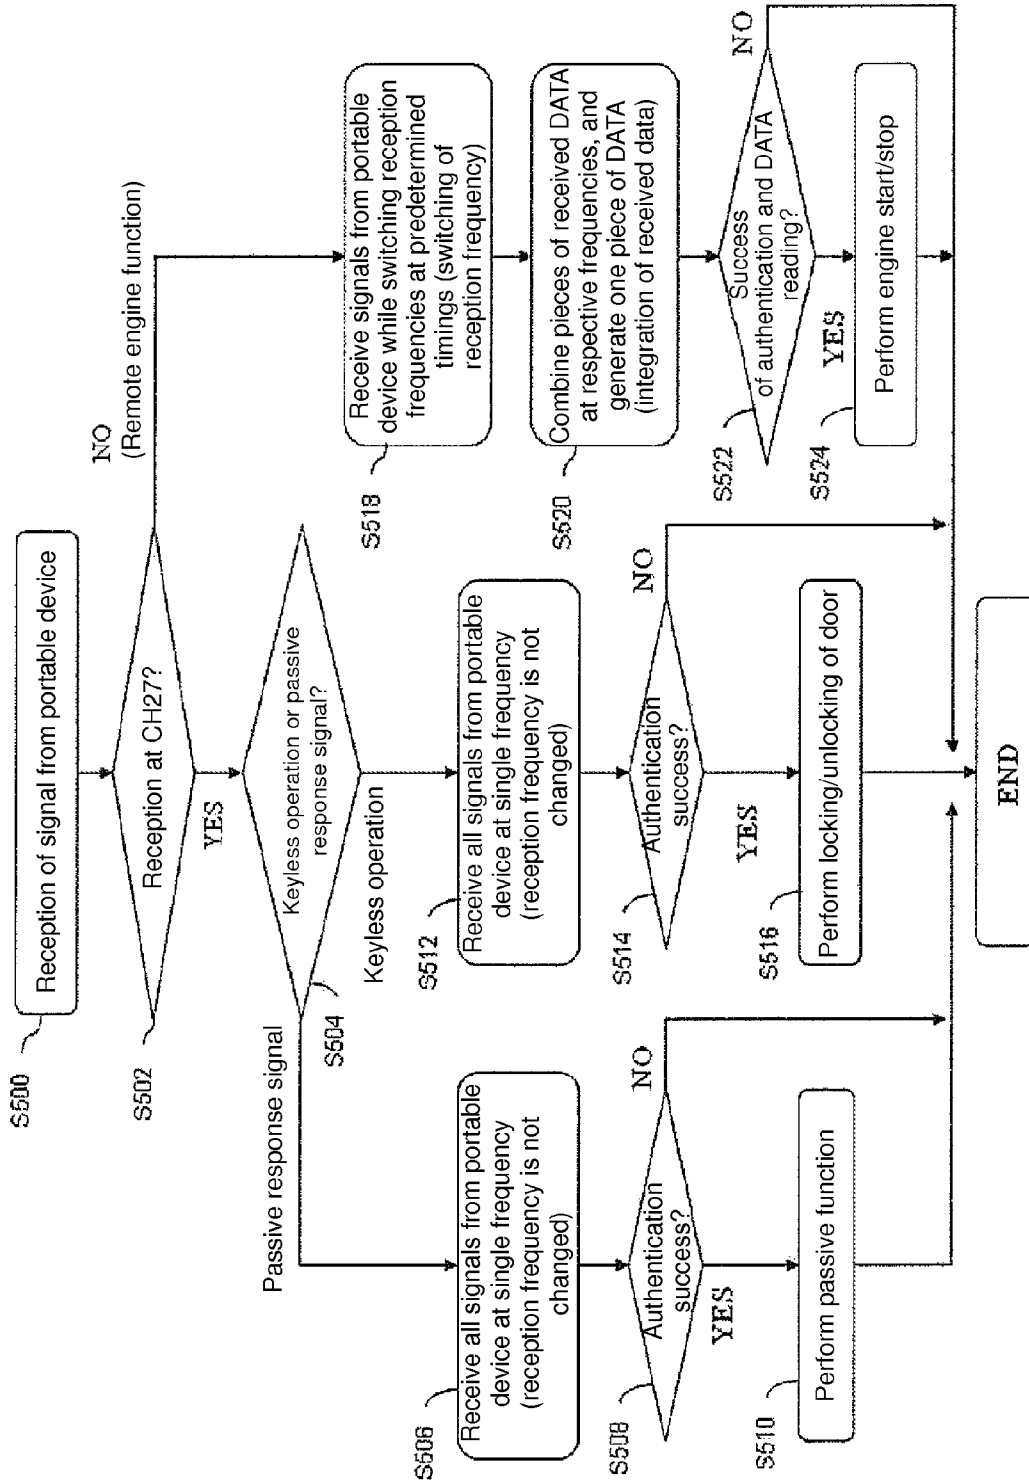 S500
Reception of signal from portable device
S502
Reception at CH27?
NO
(Remote engine function)
YES
S504
Keyless operation or passive
response signal?
Passive response signal
Keyless operation
S506
Receive all signals from portable
device at single frequency
(reception frequency is not
changed)
S508
Authentication
success?
NO
YES
S510
Perform passive function
S512
Receive all signals from portable
device at single frequency
(reception frequency is not
changed)
S514
Authentication
success?
NO
YES
S516
Perform locking/unlocking of door
S518
Receive signals from portable
device while switching reception
frequencies at predetermined
timings (switching of
reception frequency)
S520
Combine pieces of received DATA
at respective frequencies, and
generate one piece of DATA
(integration of received data)
S522
Success
of authentication and DATA
reading?
NO
YES
S524
Perform engine start/stop
END